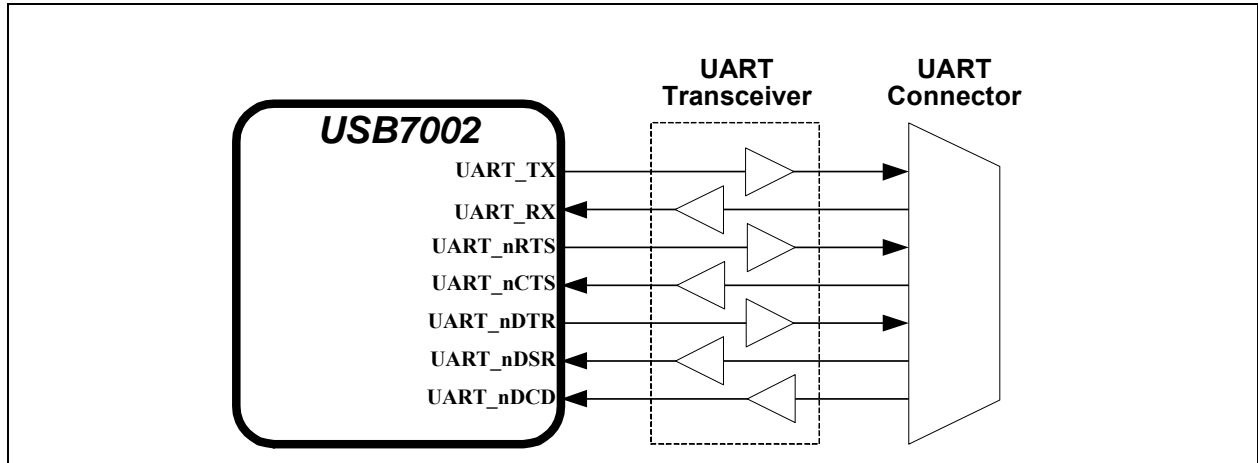 UART
Transceiver
UART
Connector
USB7002
UART_TX
UART_RX
UART_nRTS
UART_nCTS
UART_nDTR
UART_nDSR
UART_nDCD